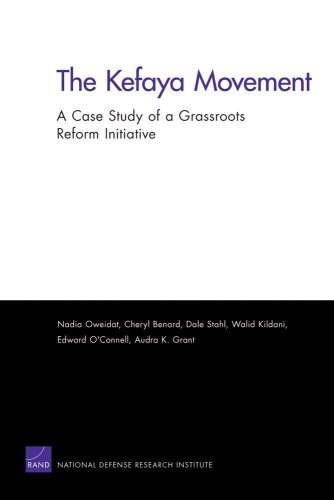 The Kefaya Movement
A Case Study of a Grassroots
Reform Initiative
Nadia Oweidat, Cheryl Benard, Dale Stahl, Walid Kildani,
Edward O'Connell, Audra K. Grant
RAND
NATIONAL DEFENSE RESEARCH INSTITUTE